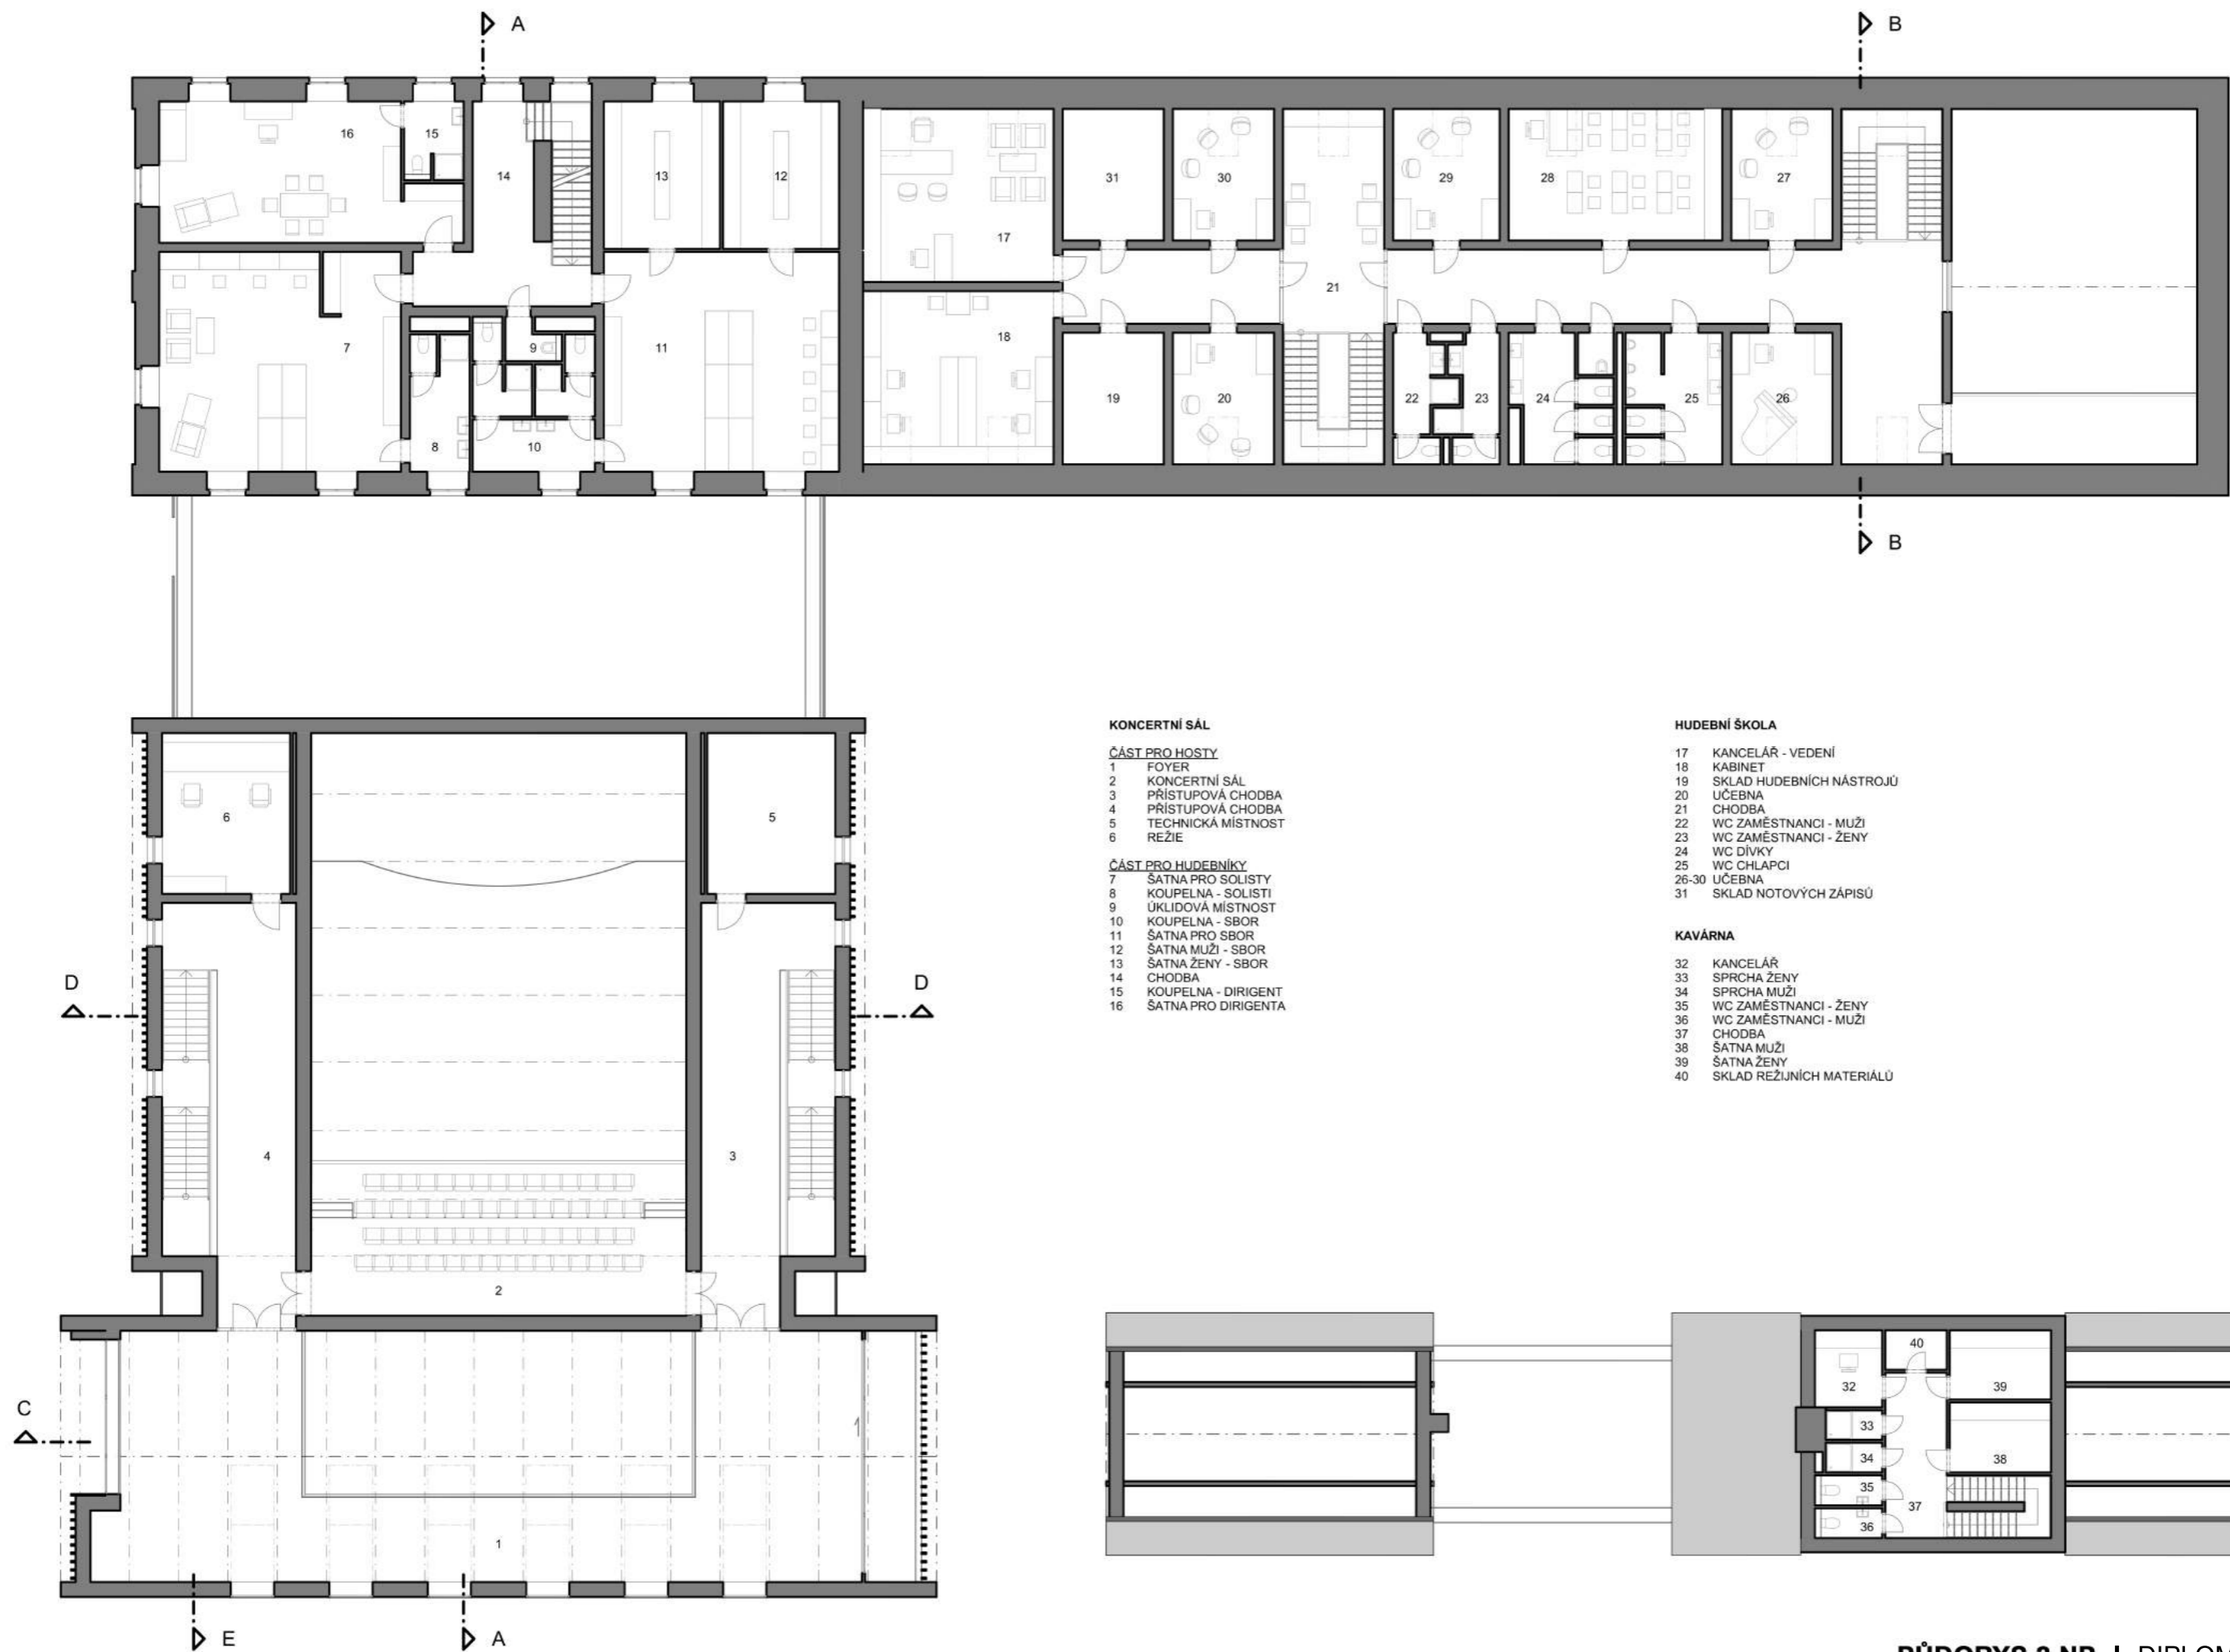 A
B
16
15
14
13
12
31
30
29
28
27
17
21
7
9
11
18
19
20
22
23
24
25
26
8
10
B
6
5
D
D
4
3
2
C
1
E
A
KONCERTNÍ SÁL
ČÁST PRO HOSTY
1 FOYER
2 KONCERTNÍ SÁL
3 PŘÍSTUPOVÁ CHODBA
4 PŘÍSTUPOVÁ CHODBA
5 TECHNICKÁ MÍSTNOST
6 REŽIE
ČÁST PRO HUDEBNÍKY
7 ŠATNA PRO SOLISTY
8 KOUPELNA - SOLISTI
9 ÚKLIDOVÁ MÍSTNOST
10 KOUPELNA - SBOR
11 ŠATNA PRO SBOR
12 ŠATNA MUŽI - SBOR
13 ŠATNA ŽENY - SBOR
14 CHODBA
15 KOUPELNA - DIRIGENT
16 ŠATNA PRO DIRIGENTA
HUDEBNÍ ŠKOLA
17 KANCELÁŘ - VEDENÍ
18 KABINET
19 SKLAD HUDEBNÍCH NÁSTROJŮ
20 UČEBNA
21 CHODBA
22 WC ZAMĚSTNANCI - MUŽI
23 WC ZAMĚSTNANCI - ŽENY
24 WC DÍVKY
25 WC CHLAPCI
26-30 UČEBNA
31 SKLAD NOTOVÝCH ZÁPISŮ
KAVÁRNA
32 KANCELÁŘ
33 SPRCHA ŽENY
34 SPRCHA MUŽI
35 WC ZAMĚSTNANCI - ŽENY
36 WC ZAMĚSTNANCI - MUŽI
37 CHODBA
38 ŠATNA MUŽI
39 ŠATNA ŽENY
40 SKLAD REŽIJNÍCH MATERIÁLŮ
40
32
39
33
34
38
35
37
36
PŮDORYS NP | DIPLOM